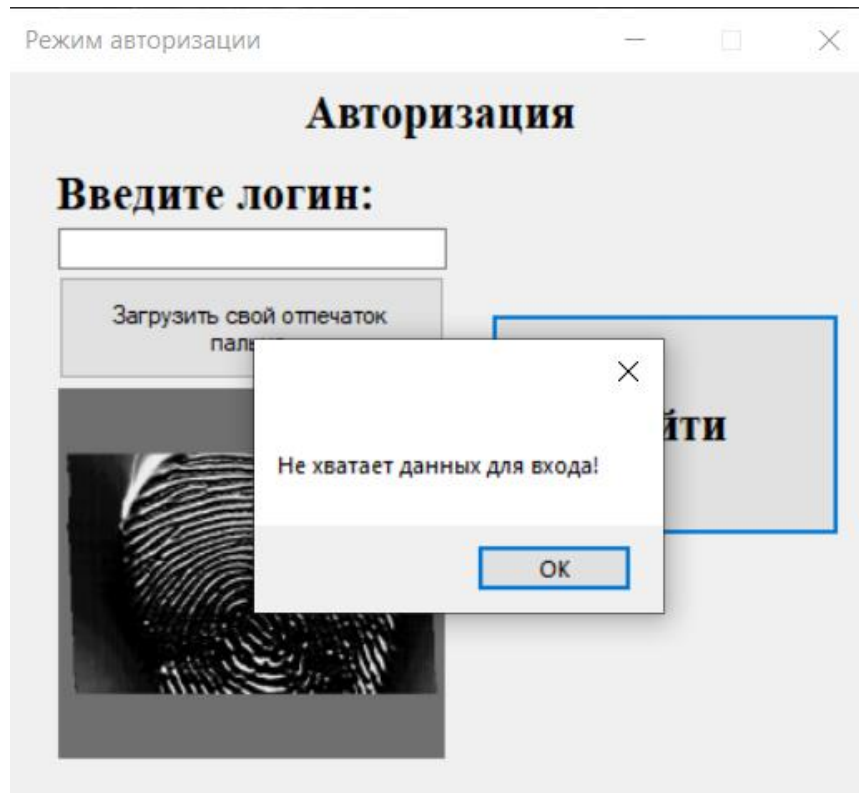 Режим авторизации
Авторизация
Введите логин:
Загрузить свой отпечаток
Не хватает данных для входа!
OK